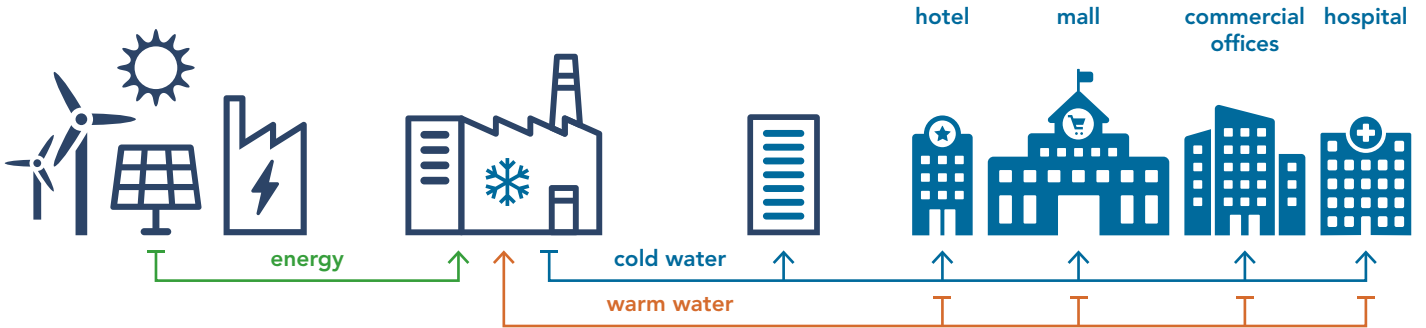 hotel
mall
commercial
offices
hospital
energy
cold water
warm water